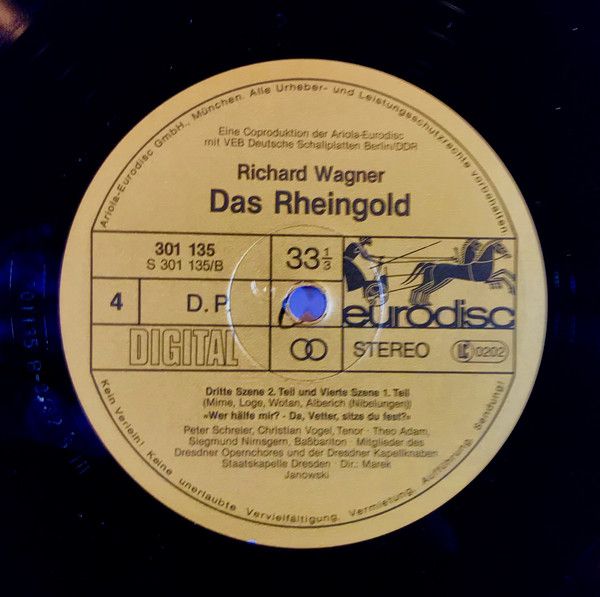 Ariola-Eurodisc GmbH., München. Alle Urheber- und Leistungsschutzrechte vorbehalten.
Eine Coproduktion der Ariola-Eurodisc
mit VEB Deutsche Schallplatten Berlin/DDR
Richard Wagner
Das Rheingold
301 135
S 301 135/B
33 1/3
4
D.P.
eurodisc
DIGITAL
STEREO
LC 0202
Dritte Szene 2. Teil und Vierte Szene 1. Teil
(Mime, Loge, Wotan, Alberich (Nibelungen))
»Wer hälfe mir? - Da, Vetter, sitze du fest?«
Peter Schreier, Christian Vogel, Tenor · Theo Adam,
Siegmund Nimsgern, Baßbariton · Mitglieder des
Dresdner Opernchores und der Dresdner Kapellknaben
Staatskapelle Dresden · Dir.: Marek
Janowski
Kein Verleih! Keine unerlaubte Vervielfältigung, Vermietung, Aufführung, Sendung!